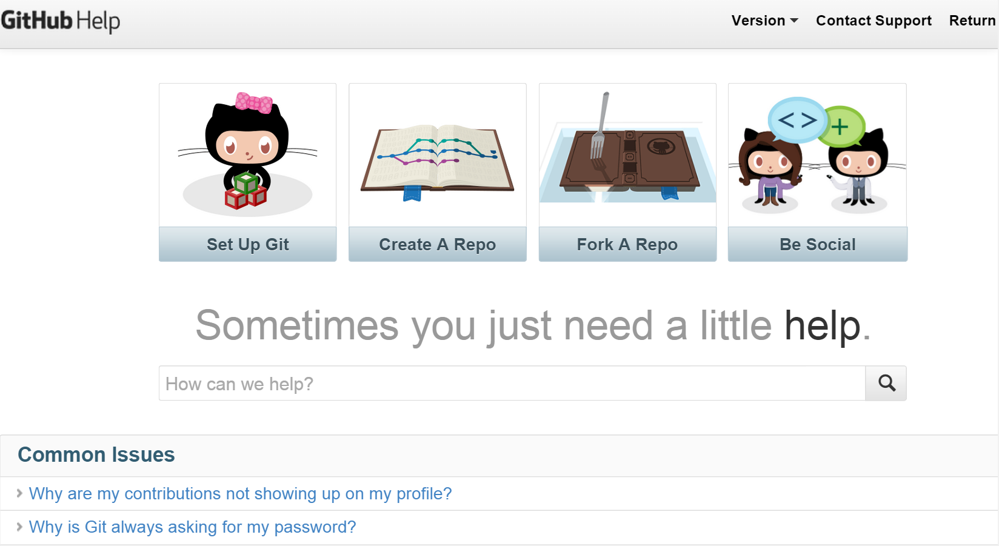 GitHub Help
Version Contact Support Return
Set Up Git
Create A Repo
Fork A Repo
Be Social
< >
+
Sometimes you just need a little help.
How can we help?
Common Issues
Why are my contributions not showing up on my profile?
Why is Git always asking for my password?